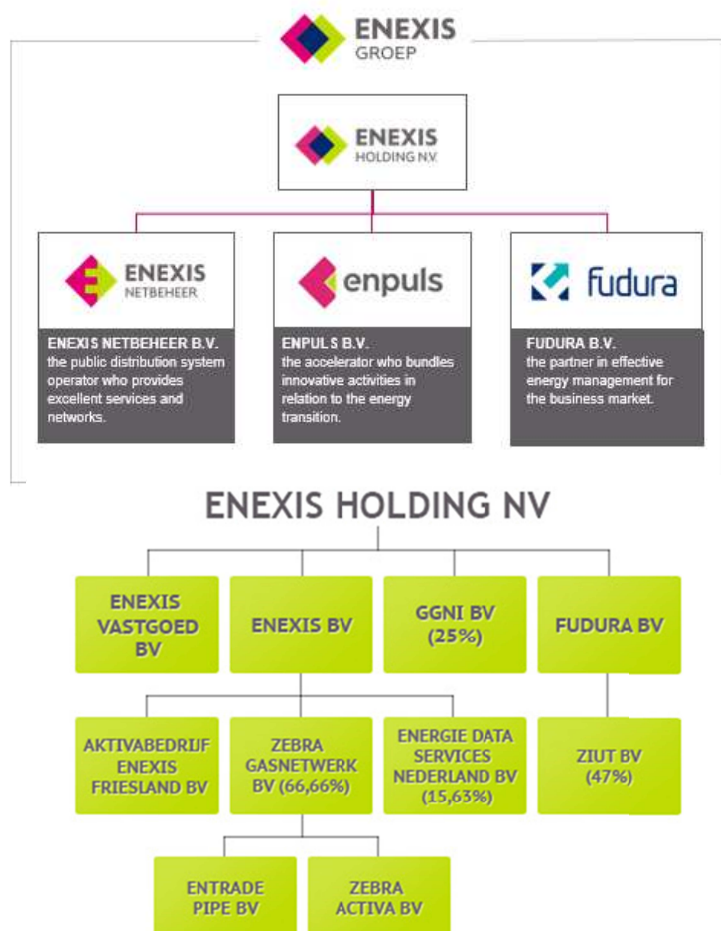 ENEXIS
GROEP
ENEXIS
HOLDING N.V.
ENEXIS
NETBEHEER
ENEXIS NETBEHEER B.V.
the public distribution system
operator who provides
excellent services and
networks.
enpuls
ENPULS B.V.
the accelerator who bundles
innovative activities in
relation to the energy
transition.
fudura
FUDURA B.V.
the partner in effective
energy management for
the business market.
ENEXIS HOLDING NV
ENEXIS
VASTGOED
BV
ENEXIS BV
GGNI BV
(25%)
FUDURA BV
AKTIVABEDRIJF
ENEXIS
FRIESLAND BV
ZEBRA
GASNETWERK
BV (66,66%)
ENERGIE DATA
SERVICES
NEDERLAND BV
(15,63%)
ZIUT BV
(47%)
ENTRADE
PIPE BV
ZEBRA
ACTIVA BV